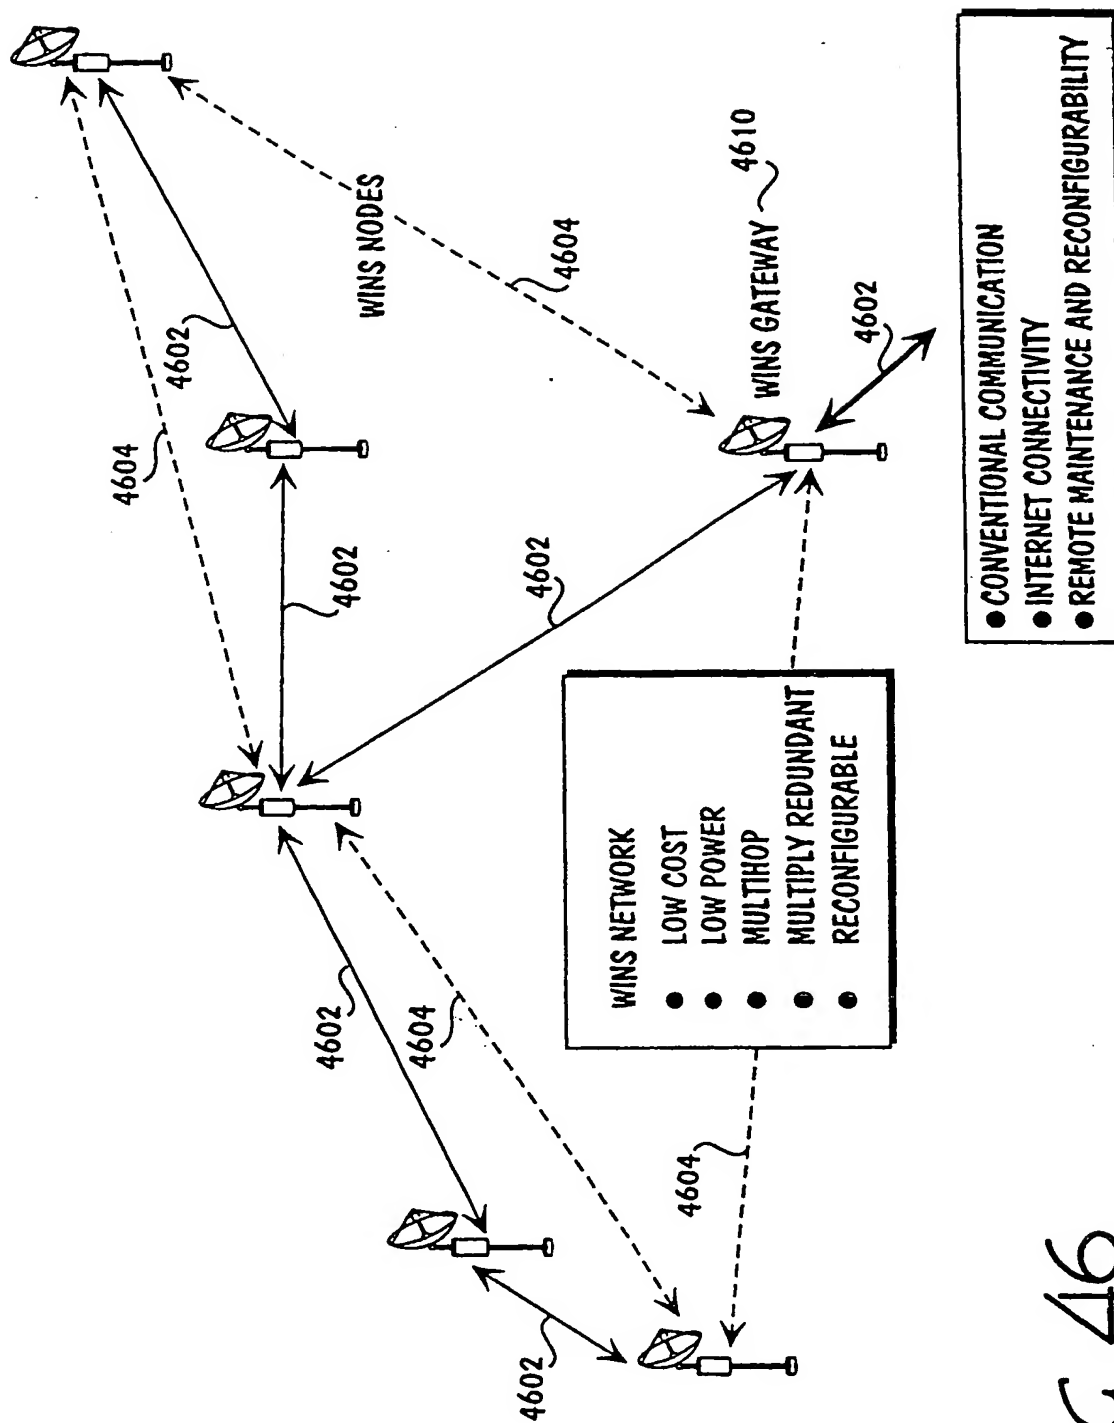 4604
4602
4602
4602
WINS NODES
4604
4602
4602
4604
WINS NETWORK
● LOW COST
● LOW POWER
● MULTIHOP
● MULTIPLY REDUNDANT
● RECONFIGURABLE
4604
WINS GATEWAY 4610
4602
● CONVENTIONAL COMMUNICATION
● INTERNET CONNECTIVITY
● REMOTE MAINTENANCE AND RECONFIGURABILITY
46